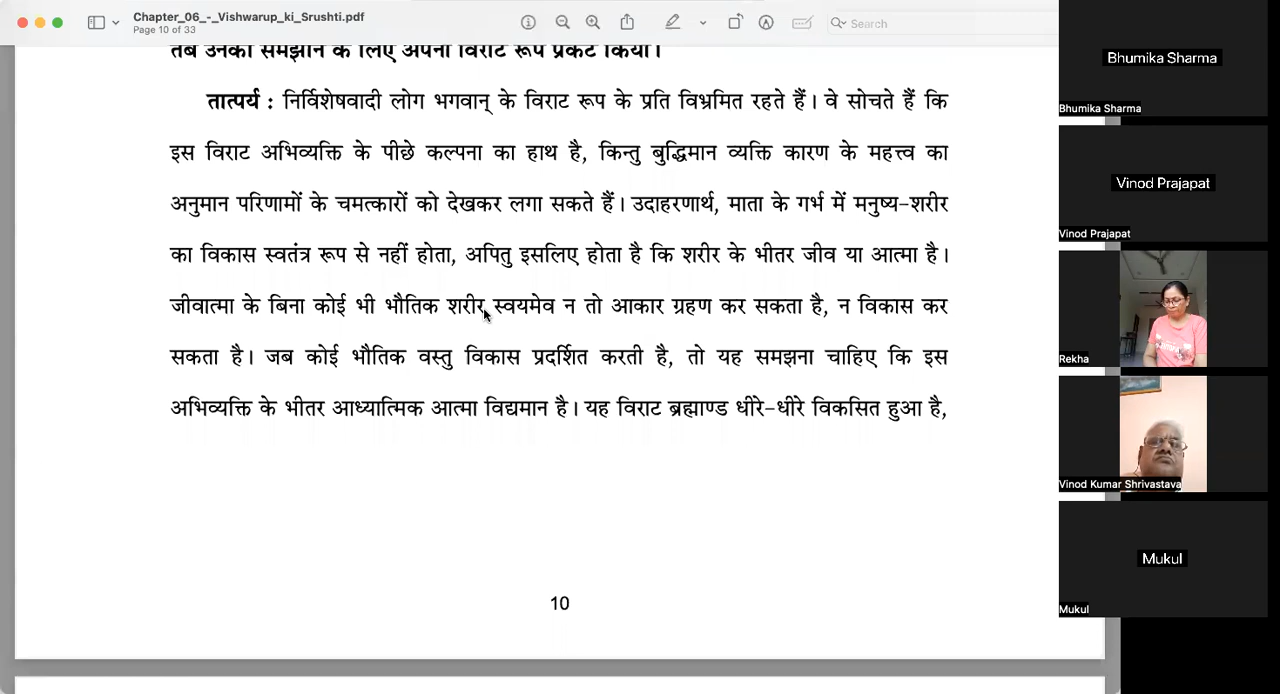 Chapter_06_-_Vishwarup_ki_Srushti.pdf
Page 10 of 33
Search
तब उनको समझाने के लिए अपना विराट रूप प्रकट किया।
तात्पर्य : निर्विशेषवादी लोग भगवान् के विराट रूप के प्रति विभ्रमित रहते हैं। वे सोचते हैं कि
इस विराट अभिव्यक्ति के पीछे कल्पना का हाथ है, किन्तु बुद्धिमान व्यक्ति कारण के महत्त्व का
अनुमान परिणामों के चमत्कारों को देखकर लगा सकते हैं। उदाहरणार्थ, माता के गर्भ में मनुष्य-शरीर
का विकास स्वतंत्र रूप से नहीं होता, अपितु इसलिए होता है कि शरीर के भीतर जीव या आत्मा है।
जीवात्मा के बिना कोई भी भौतिक शरीर स्वयमेव न तो आकार ग्रहण कर सकता है, न विकास कर
सकता है। जब कोई भौतिक वस्तु विकास प्रदर्शित करती है, तो यह समझना चाहिए कि इस
अभिव्यक्ति के भीतर आध्यात्मिक आत्मा विद्यमान है। यह विराट ब्रह्माण्ड धीरे-धीरे विकसित हुआ है,
10
Bhumika Sharma
Bhumika Sharma
Vinod Prajapat
Vinod Prajapat
Rekha
Vinod Kumar Shrivastava
Mukul
Mukul